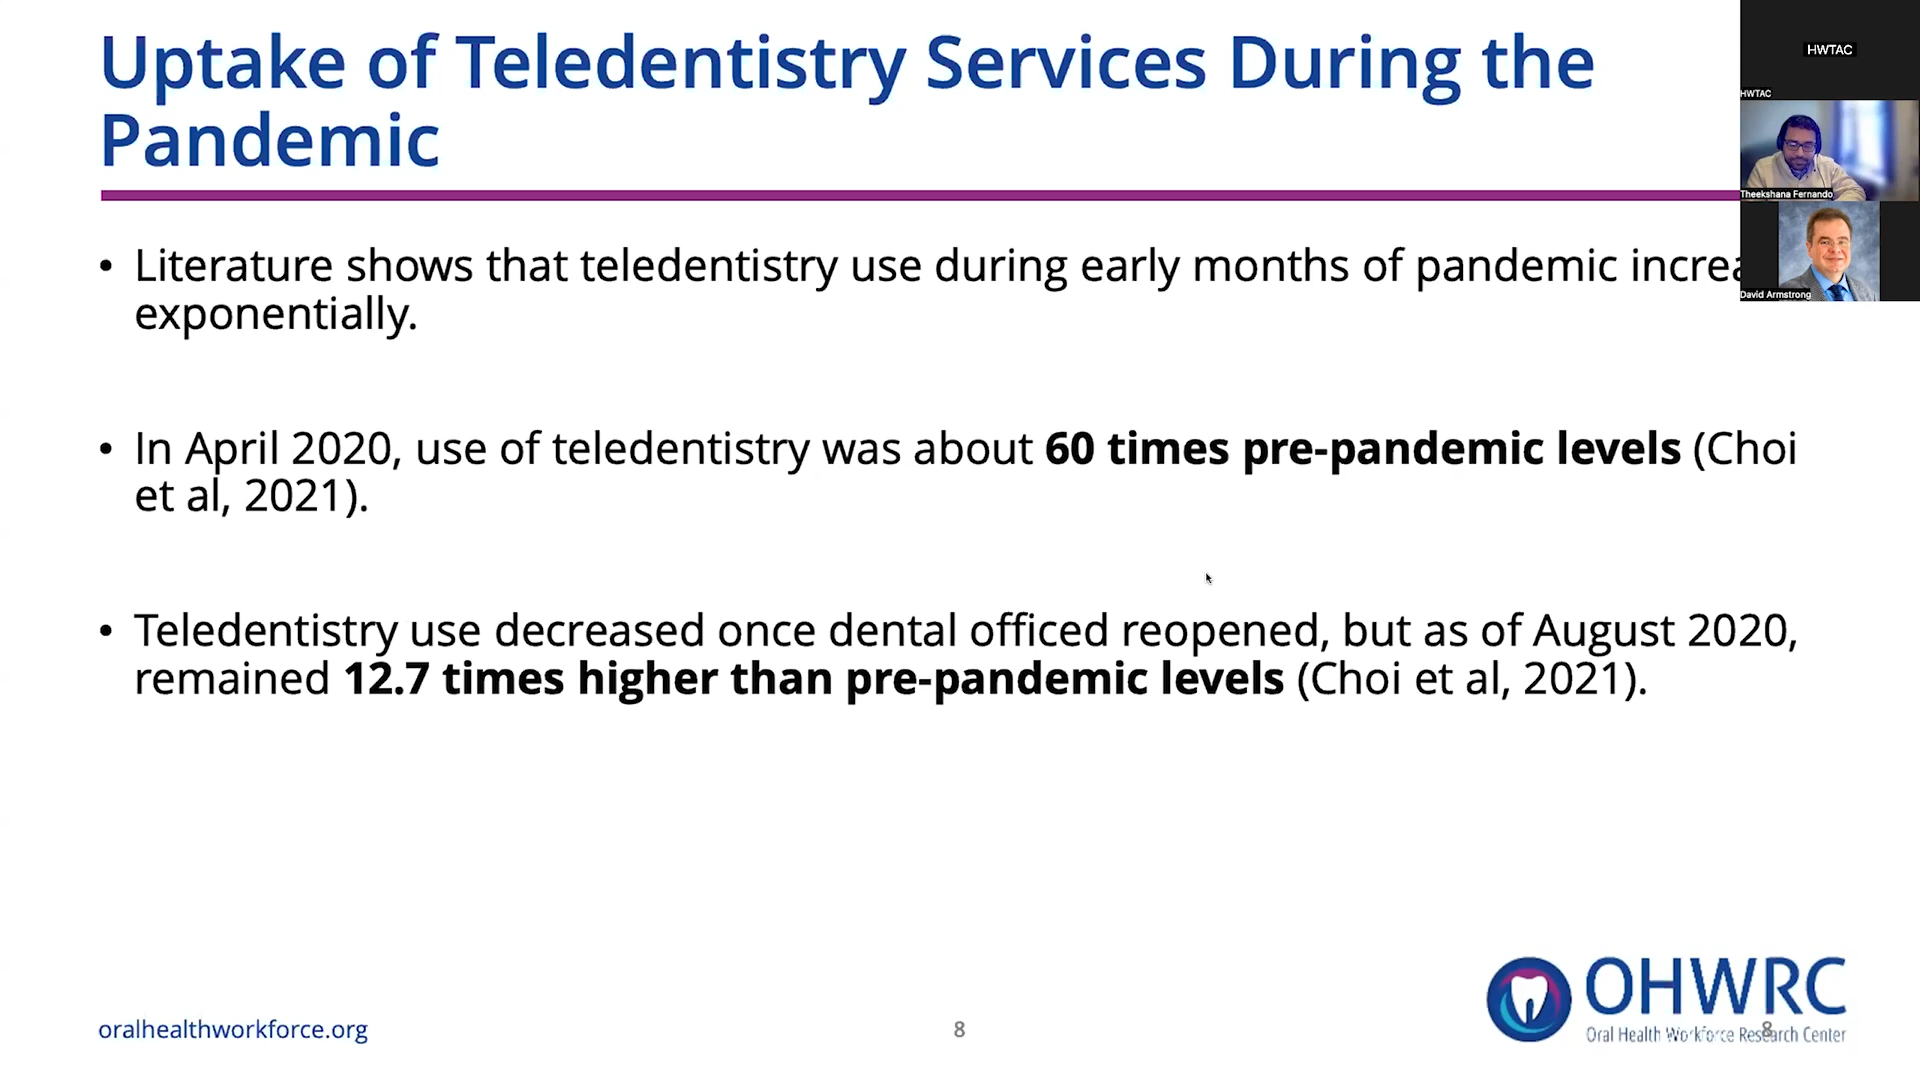 Uptake of Teledentistry Services During the
Pandemic
HWTAC
HWTAC
Theekshana Fernando
David Armstrong
• Literature shows that teledentistry use during early months of pandemic increa
exponentially.
• In April 2020, use of teledentistry was about 60 times pre-pandemic levels (Choi
et al, 2021).
• Teledentistry use decreased once dental officed reopened, but as of August 2020,
remained 12.7 times higher than pre-pandemic levels (Choi et al, 2021).
OHWRC
Oral Health Workforce Research Center
oralhealthworkforce.org
8
8